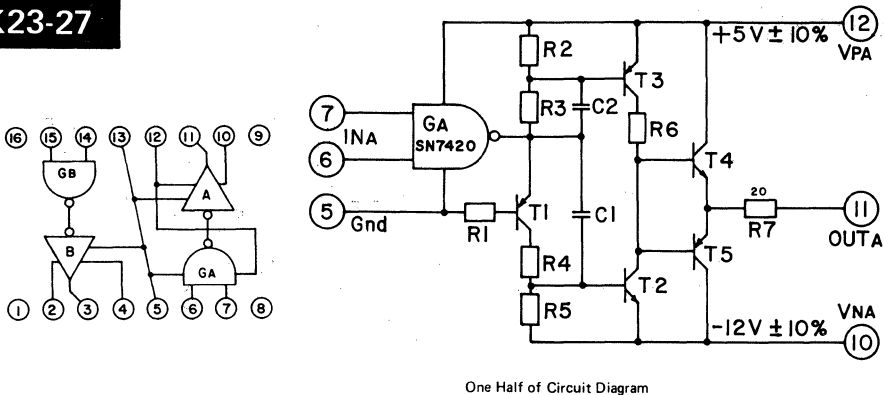 K23-27
16 15 14 13 12 11 10 9
GB
A
B
GA
1 2 3 4 5 6 7 8
12
+5V±10%
VPA
R2
T3
7
R3
C2
GA
INA
SN7420
R6
6
T4
5
Gnd
T1
20
11
R1
C1
R7
OUTA
T5
R4
T2
R5
VNA
-12V±10%
10
One Half of Circuit Diagram